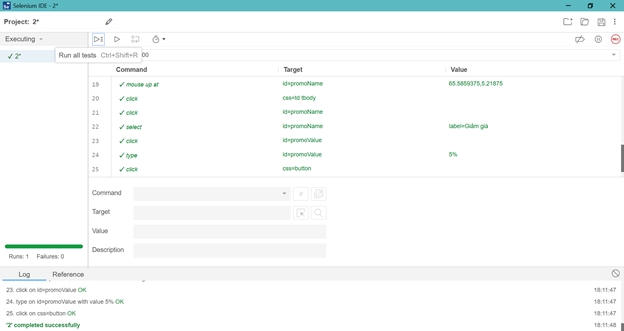 Selenium IDE - 2*
Project: 2*
Executing
Run all tests Ctrl+Shift+R
00
✓ 2*
Command Target Value
19 ✓ mouse up at id=promoName 65.5859375,5.21875
20 ✓ click css=td tbody
21 ✓ click id=promoName
22 ✓ select id=promoName label=Giảm giá
23 ✓ click id=promoValue
24 ✓ type id=promoValue 5%
25 ✓ click css=button
Command
Target
Value
Description
Runs: 1 Failures: 0
Log Reference
23. click on id=promoValue OK 18:11:47
24. type on id=promoValue with value 5% OK 18:11:47
25. click on css=button OK 18:11:47
'2' completed successfully 18:11:48